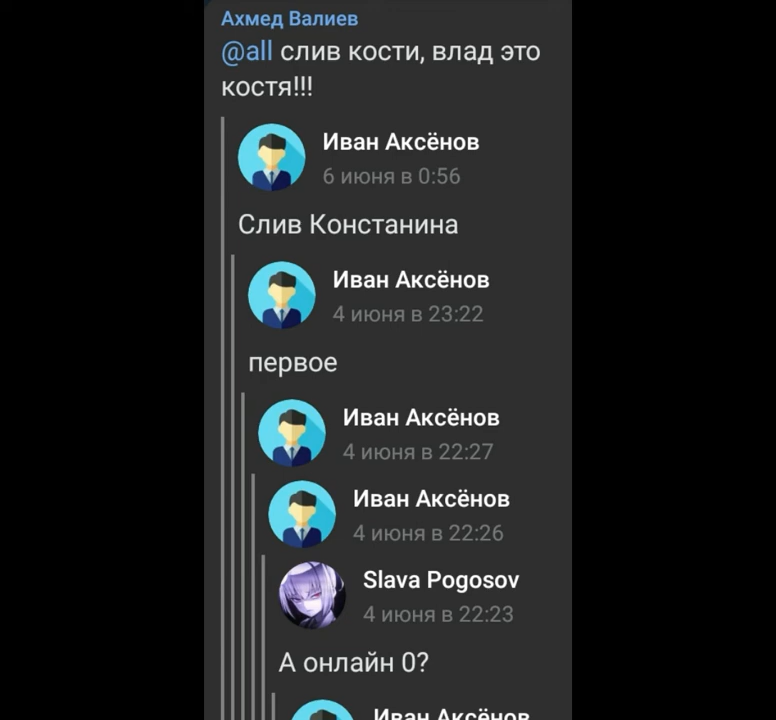 Ахмед Валиев
@all слив кости, влад это
костя!!!
Иван Аксёнов
6 июня в 0:56
Слив Констанина
Иван Аксёнов
4 июня в 23:22
первое
Иван Аксёнов
4 июня в 22:27
Иван Аксёнов
4 июня в 22:26
Slava Pogosov
4 июня в 22:23
А онлайн 0?
Иван Аксёнов